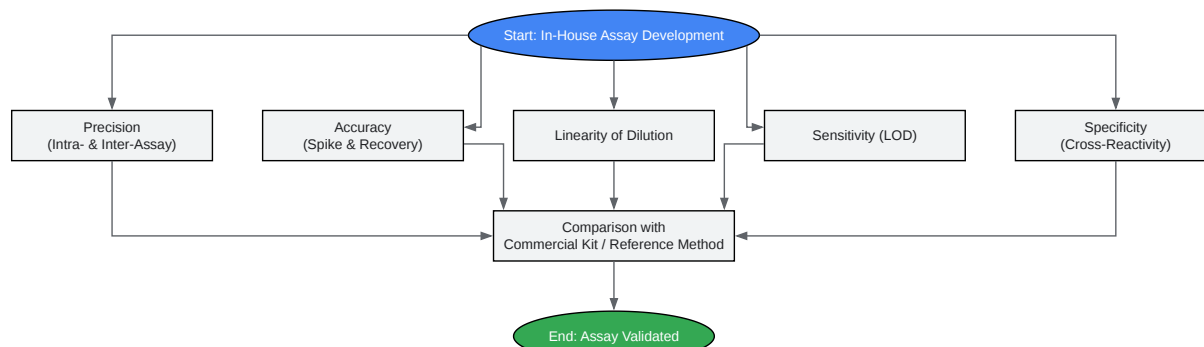 Start: In-House Assay Development
Precision
(Intra- & Inter-Assay)
Accuracy
(Spike & Recovery)
Linearity of Dilution
Sensitivity (LOD)
Specificity
(Cross-Reactivity)
Comparison with
Commercial Kit / Reference Method
End: Assay Validated